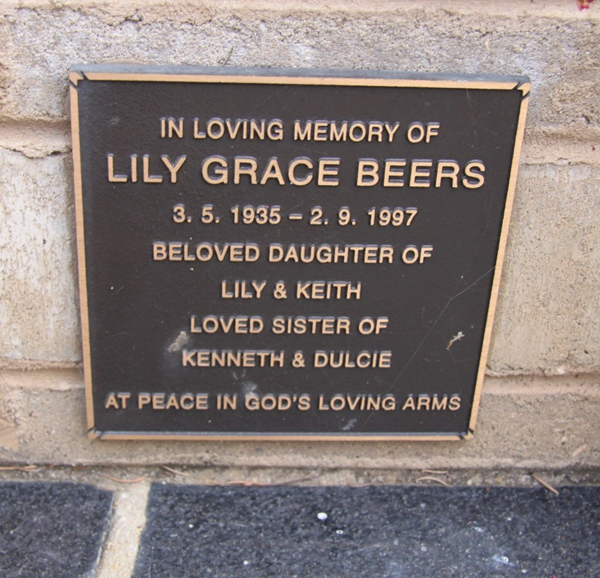 IN LOVING MEMORY OF
LILY GRACE BEERS
3. 5. 1935 – 2. 9. 1997
BELOVED DAUGHTER OF
LILY & KEITH
LOVED SISTER OF
KENNETH & DULCIE
AT PEACE IN GOD'S LOVING ARMS